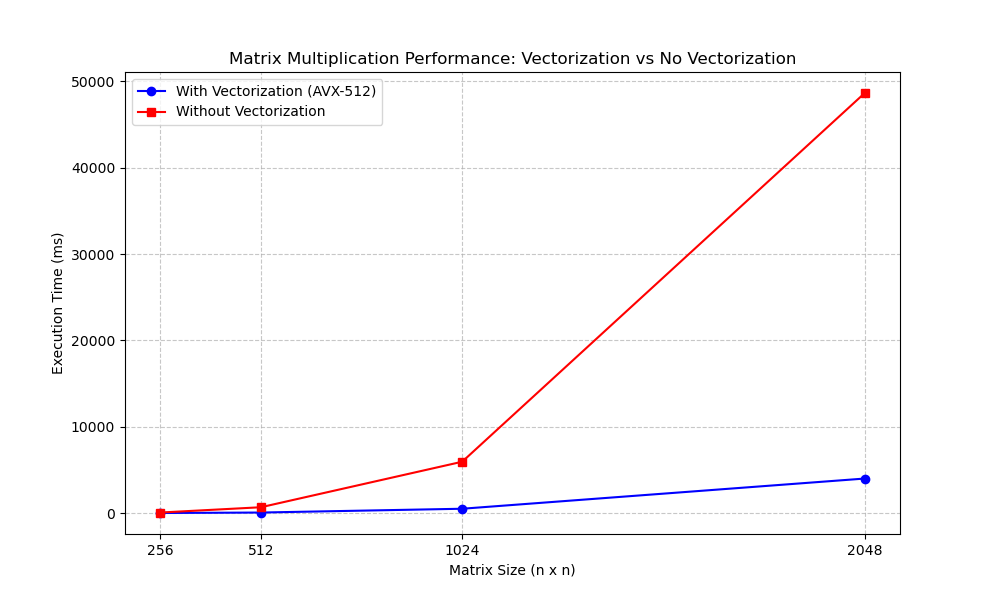 Matrix Multiplication Performance: Vectorization vs No Vectorization
With Vectorization (AVX-512)
Without Vectorization
50000
40000
30000
20000
10000
0
Execution Time (ms)
256 512 1024 2048
Matrix Size (n x n)